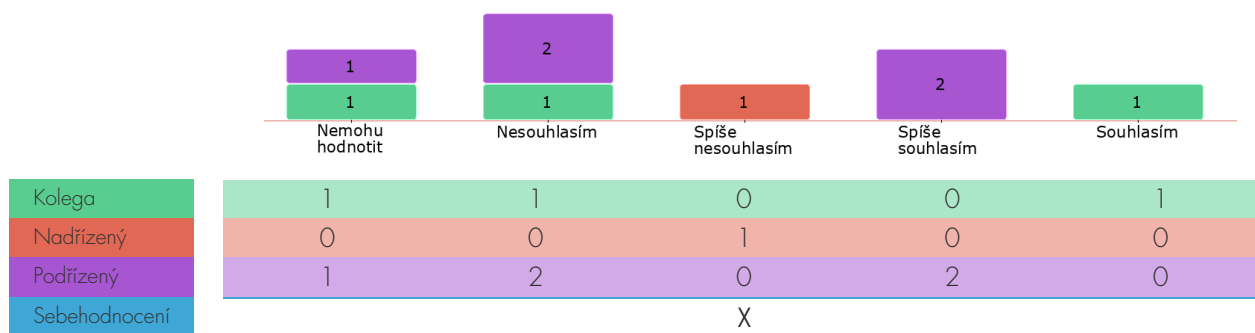 2
1
2
1
1
1
1
Nemohu
hodnotit
Nesouhlasím
Spíše
nesouhlasím
Spíše
souhlasím
Souhlasím
Kolega 1 1 0 0 1
Nadřízený 0 0 1 0 0
Podřízený 1 2 0 2 0
Sebehodnocení X